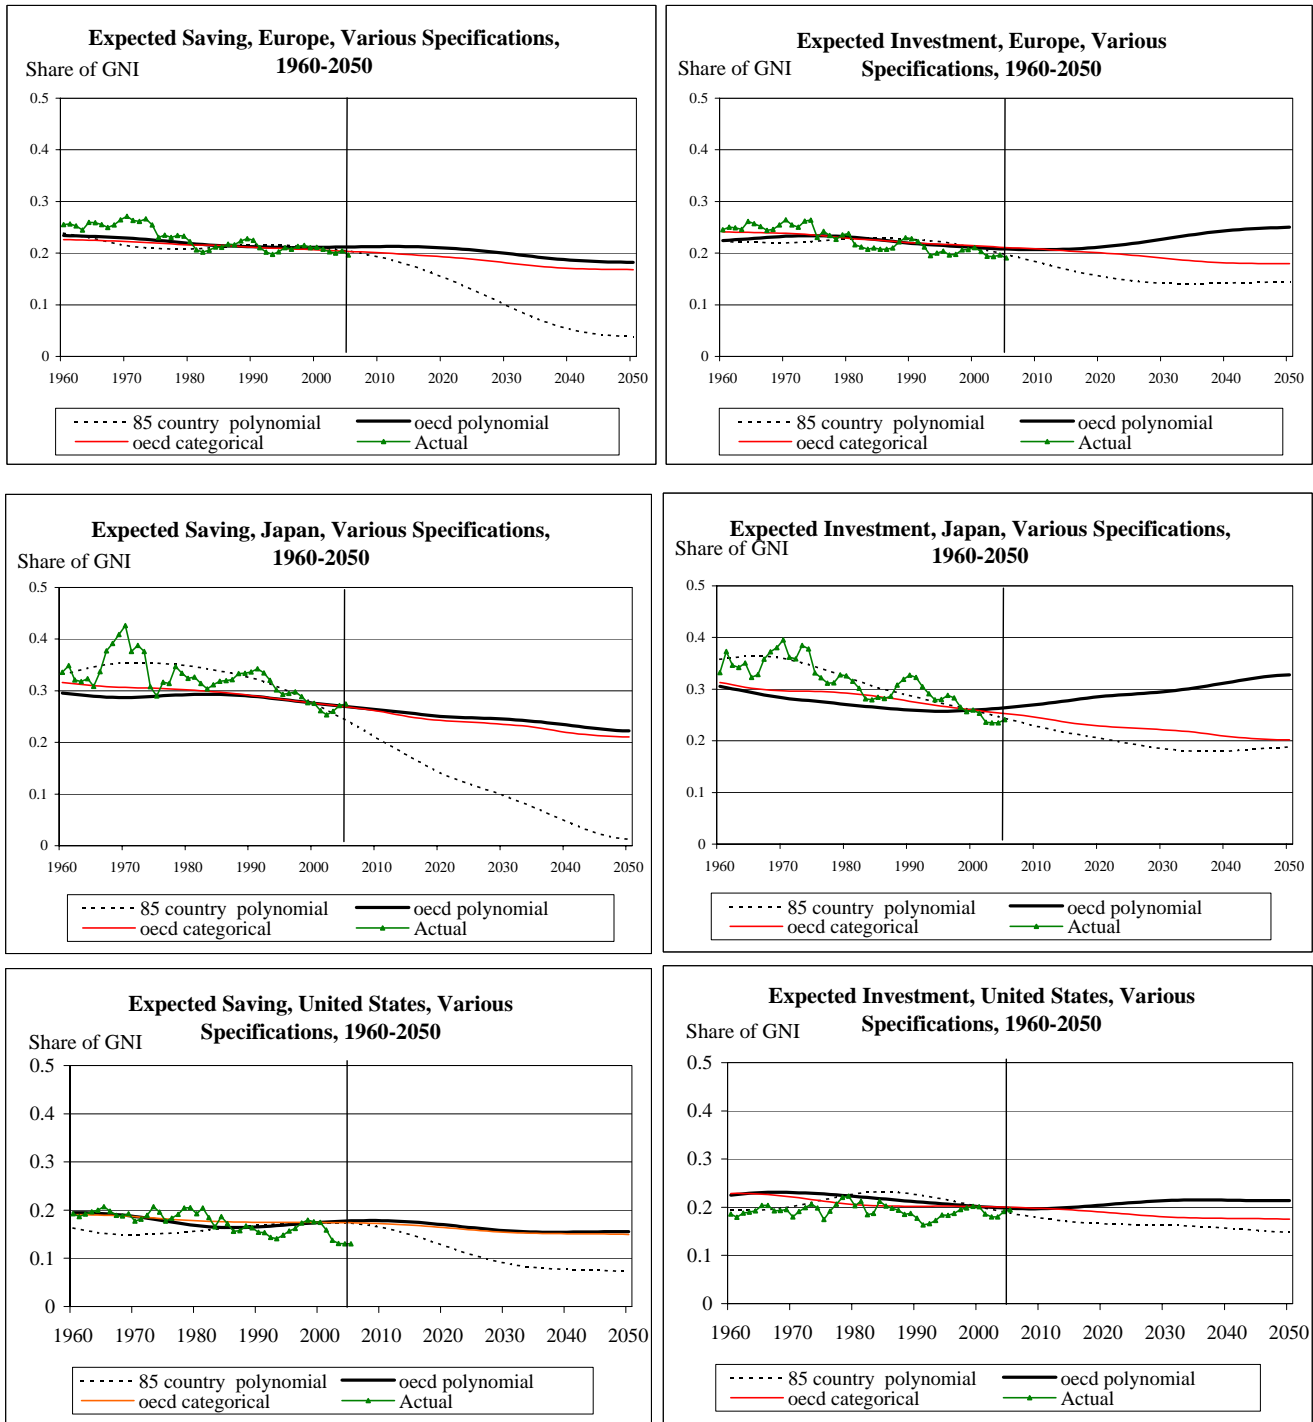 Expected Saving, Europe, Various Specifications,
1960-2050
Share of GNI
0.5
0.4
0.3
0.2
0.1
0
1960 1970 1980 1990 2000 2010 2020 2030 2040 2050
85 country polynomial oecd polynomial
oecd categorical Actual
Expected Investment, Europe, Various
Specifications, 1960-2050
Share of GNI
0.5
0.4
0.3
0.2
0.1
0
1960 1970 1980 1990 2000 2010 2020 2030 2040 2050
85 country polynomial oecd polynomial
oecd categorical Actual
Expected Saving, Japan, Various Specifications,
1960-2050
Share of GNI
0.5
0.4
0.3
0.2
0.1
0
1960 1970 1980 1990 2000 2010 2020 2030 2040 2050
85 country polynomial oecd polynomial
oecd categorical Actual
Expected Investment, Japan, Various Specifications,
1960-2050
Share of GNI
0.5
0.4
0.3
0.2
0.1
0
1960 1970 1980 1990 2000 2010 2020 2030 2040 2050
85 country polynomial oecd polynomial
oecd categorical Actual
Expected Saving, United States, Various
Specifications, 1960-2050
Share of GNI
0.5
0.4
0.3
0.2
0.1
0
1960 1970 1980 1990 2000 2010 2020 2030 2040 2050
85 country polynomial oecd polynomial
oecd categorical Actual
Expected Investment, United States, Various
Specifications, 1960-2050
Share of GNI
0.5
0.4
0.3
0.2
0.1
0
1960 1970 1980 1990 2000 2010 2020 2030 2040 2050
85 country polynomial oecd polynomial
oecd categorical Actual